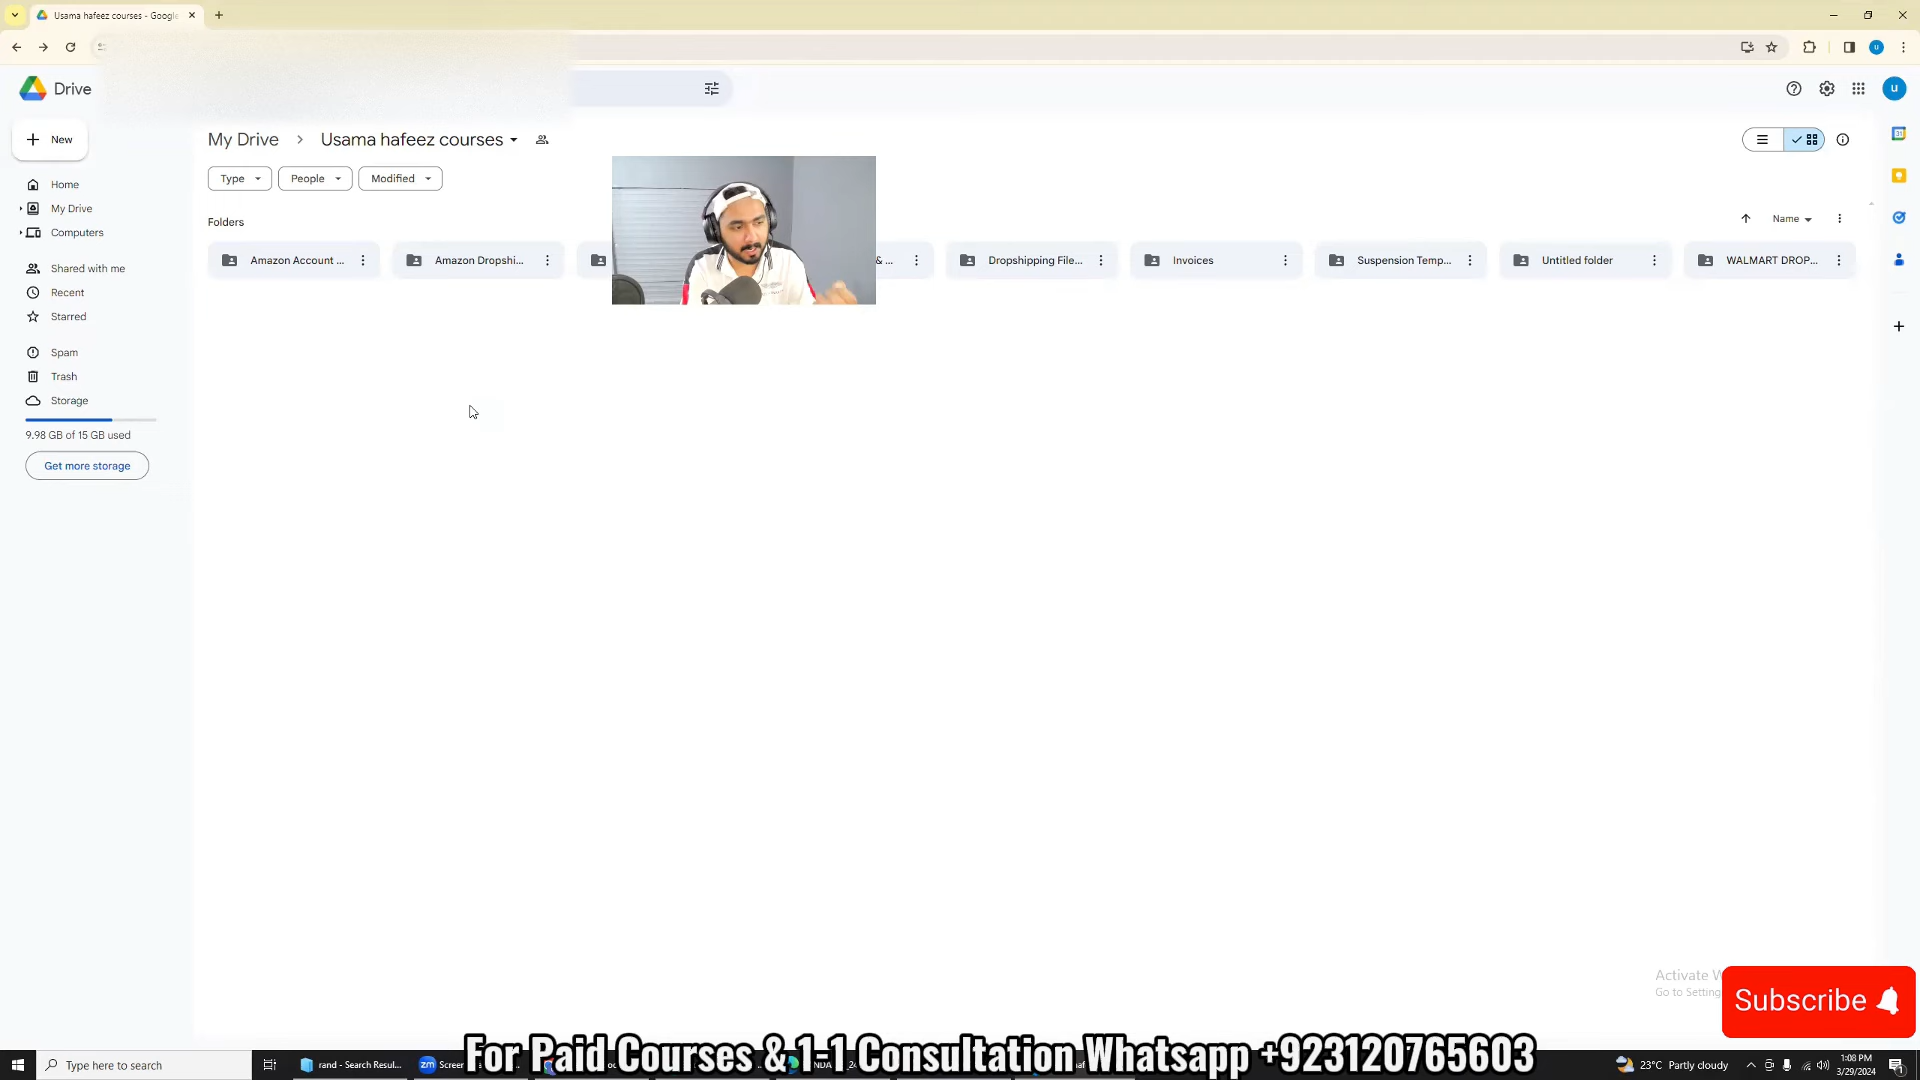 Usama hafeez courses - Google
Drive
New
My Drive > Usama hafeez courses
Type
People
Modified
Home
My Drive
Computers
Folders
Name
Amazon Account ...
Amazon Dropshi...
& ...
Dropshipping File...
Invoices
Suspension Temp...
Untitled folder
WALMART DROP...
Shared with me
Recent
Starred
Spam
Trash
Storage
9.98 GB of 15 GB used
Get more storage
u
u
Activate W
Go to Setting
Subscribe
For Paid Courses & 1-1 Consultation Whatsapp +923120765603
Type here to search
rand - Search Resul...
zm
Scree
23°C Partly cloudy
1:08 PM
3/29/2024